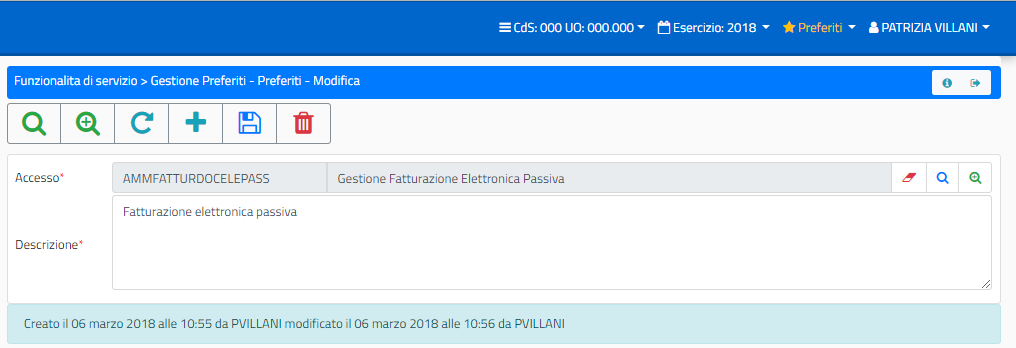 CdS: 000 UO: 000.000 Esercizio: 2018 Preferiti PATRIZIA VILLANI
Funzionalita di servizio > Gestione Preferiti - Preferiti - Modifica
Accesso* AMMFATTURDOCELEPASS Gestione Fatturazione Elettronica Passiva
Fatturazione elettronica passiva
Descrizione*
Creato il 06 marzo 2018 alle 10:55 da PVILLANI modificato il 06 marzo 2018 alle 10:56 da PVILLANI